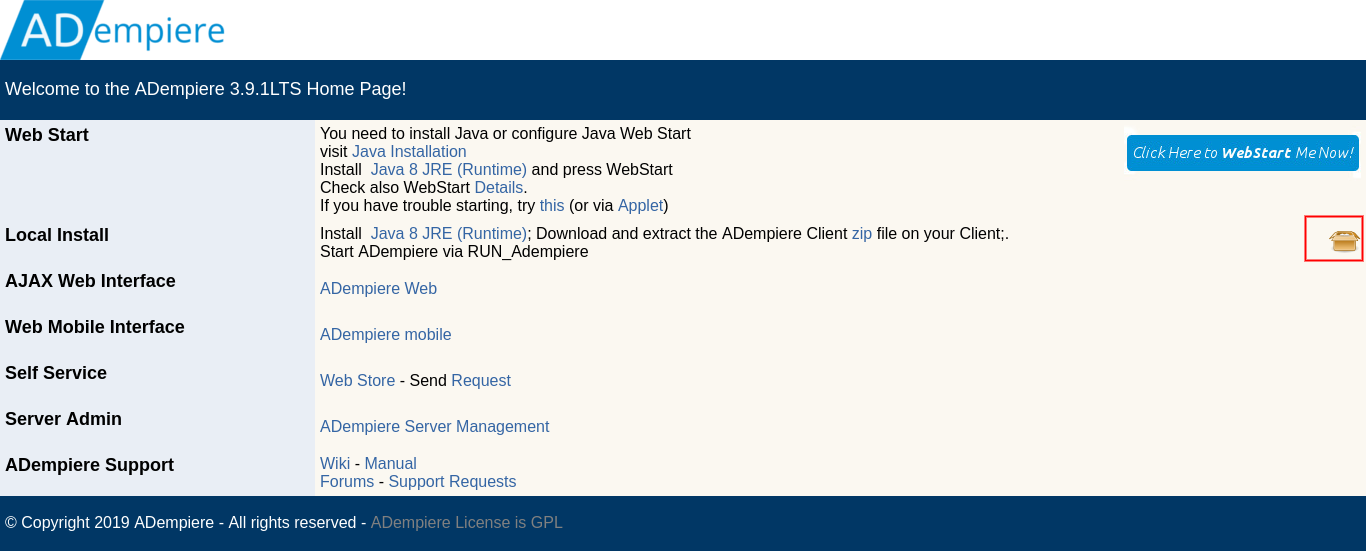 ADempiere
Welcome to the ADempiere 3.9.1LTS Home Page!
Web Start
You need to install Java or configure Java Web Start
visit Java Installation
Install  Java 8 JRE (Runtime) and press WebStart
Check also WebStart Details.
If you have trouble starting, try this (or via Applet)
Click Here to WebStart Me Now!
Local Install
Install  Java 8 JRE (Runtime); Download and extract the ADempiere Client zip file on your Client;.
Start ADempiere via RUN_Adempiere
AJAX Web Interface
ADempiere Web
Web Mobile Interface
ADempiere mobile
Self Service
Web Store - Send Request
Server Admin
ADempiere Server Management
ADempiere Support
Wiki - Manual
Forums - Support Requests
© Copyright 2019 ADempiere - All rights reserved - ADempiere License is GPL